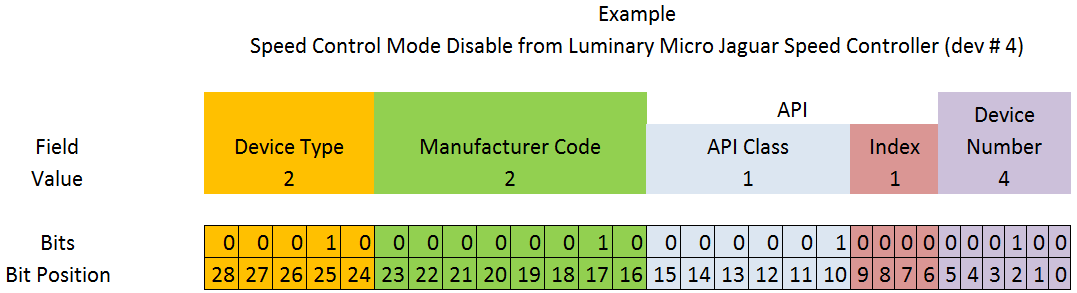 Example
Speed Control Mode Disable from Luminary Micro Jaguar Speed Controller (dev # 4)
API
Device
Field Device Type Manufacturer Code API Class Index Number
Value 2 2 1 1 4
Bits 0 0 0 1 0 0 0 0 0 0 0 1 0 0 0 0 0 0 1 0 0 0 0 0 0 0 1 0 0
Bit Position 28 27 26 25 24 23 22 21 20 19 18 17 16 15 14 13 12 11 10 9 8 7 6 5 4 3 2 1 0